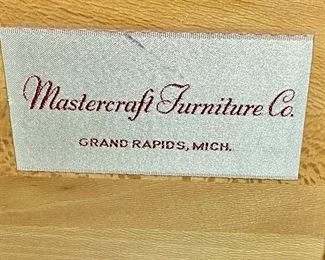 Mastercraft Furniture Co.
GRAND RAPIDS, MICH.